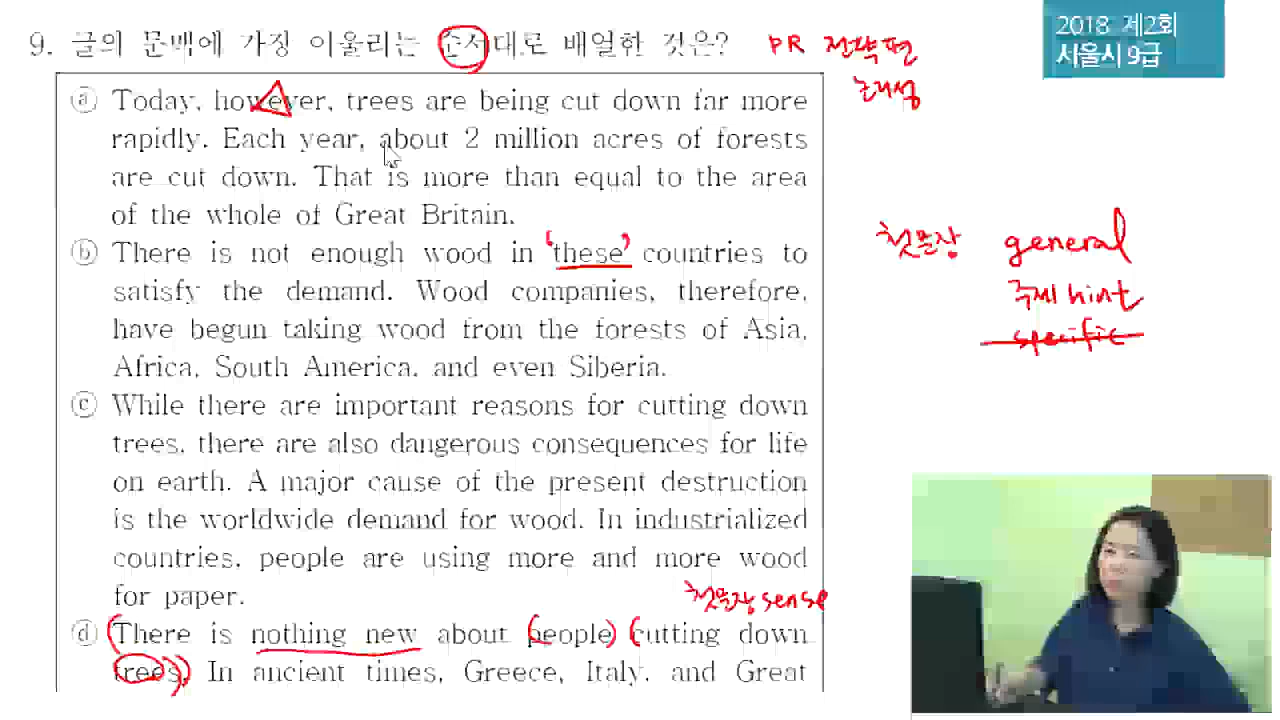 9. 글의 문맥에 가장 어울리는 순서대로 배열한 것은?
PR 전략편
논리성
2018 제2회
서울시 9급
ⓐ Today, however, trees are being cut down far more
rapidly. Each year, about 2 million acres of forests
are cut down. That is more than equal to the area
of the whole of Great Britain.
ⓑ There is not enough wood in 'these' countries to
satisfy the demand. Wood companies, therefore,
have begun taking wood from the forests of Asia,
Africa, South America, and even Siberia.
첫문장 general
주제 hint
specific
ⓒ While there are important reasons for cutting down
trees, there are also dangerous consequences for life
on earth. A major cause of the present destruction
is the worldwide demand for wood. In industrialized
countries, people are using more and more wood
for paper.
첫문장 sense
ⓓ (There is nothing new about (people) (cutting down
trees)). In ancient times, Greece, Italy, and Great